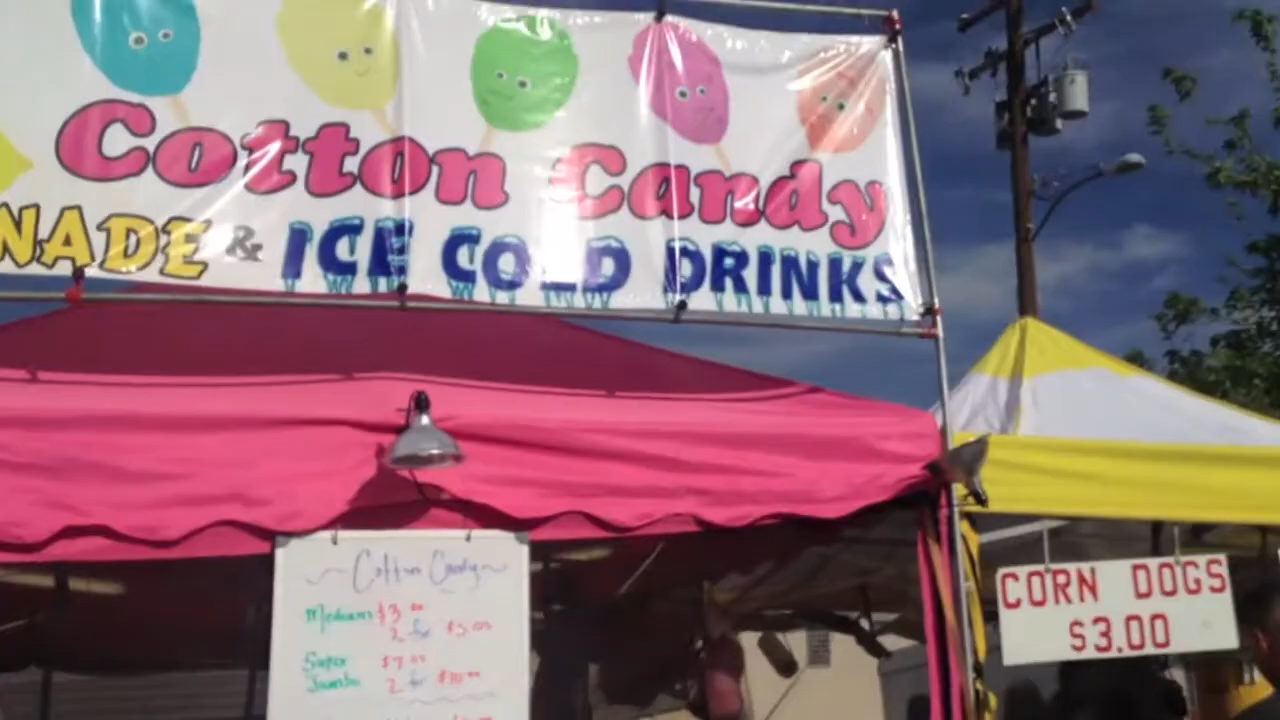 Cotton Candy
NADE & ICE COLD DRINKS
Cotton Candy
Medium $3.00
2 for $5.00
Super Jumbo $7.00
2 for $10.00
CORN DOGS
$3.00